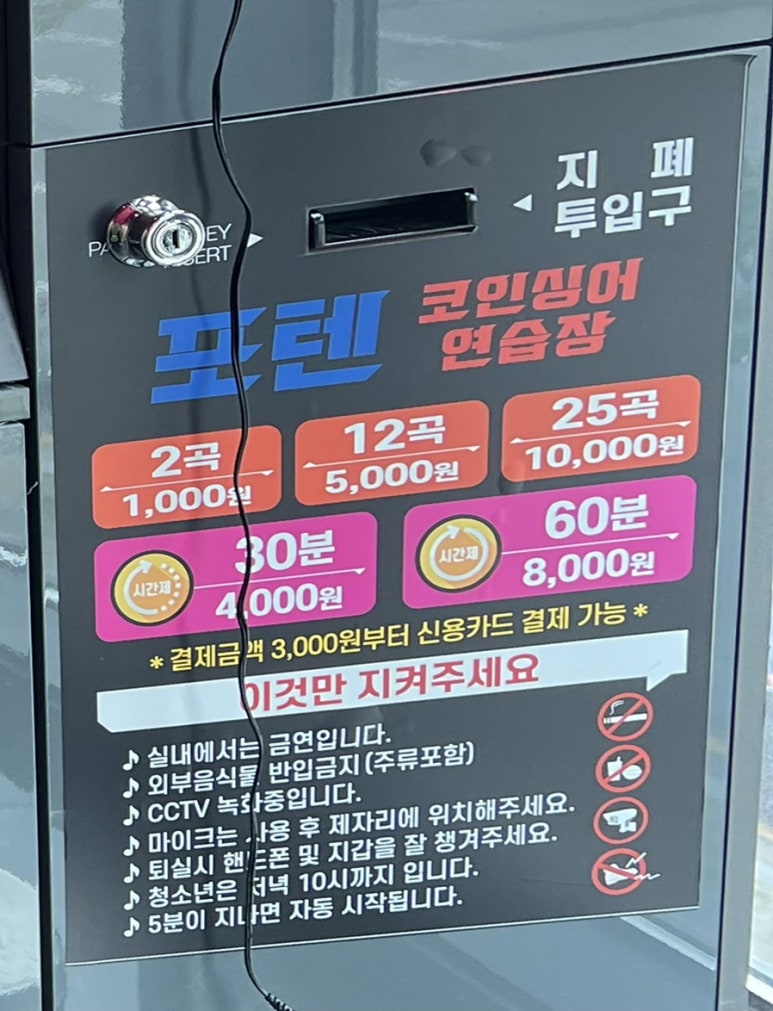 지 폐
투입구
포텐
코인싱어
연습장
2곡
1,000원
12곡
5,000원
25곡
10,000원
시간제
30분
4,000원
시간제
60분
8,000원
* 결제금액 3,000원부터 신용카드 결제 가능 *
이것만 지켜주세요
♪ 실내에서는 금연입니다.
♪ 외부음식물 반입금지 (주류포함)
♪ CCTV 녹화중입니다.
♪ 마이크는 사용 후 제자리에 위치해주세요.
♪ 퇴실시 핸드폰 및 지갑을 잘 챙겨주세요.
♪ 청소년은 저녁 10시까지 입니다.
♪ 5분이 지나면 자동 시작됩니다.